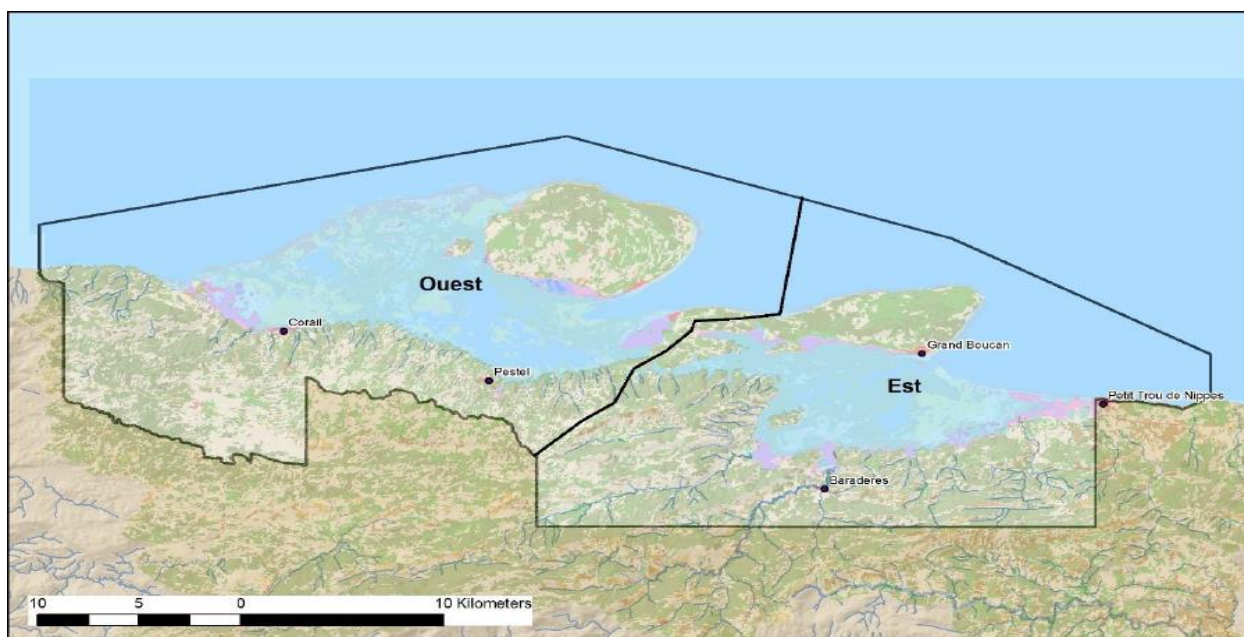 Ouest
Corail
Pestel
Grand Boucan
Est
Petit Trou de Nippes
Baraderes
10 5 0 10 Kilometers